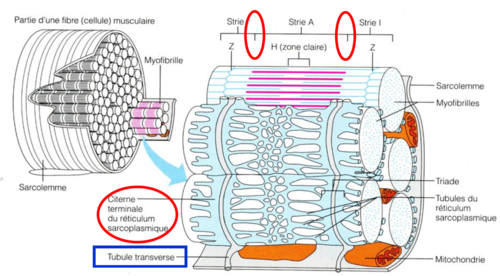 Partie d'une fibre (cellule) musculaire
Myofibrille
Sarcolemme
Strie
Strie A
Strie I
Z
H (zone claire)
Z
Sarcolemme
Myofibrilles
Triade
Tubules du
réticulum
sarcoplasmique
Mitochondrie
Citerne
terminale
du réticulum
sarcoplasmique
Tubule transverse